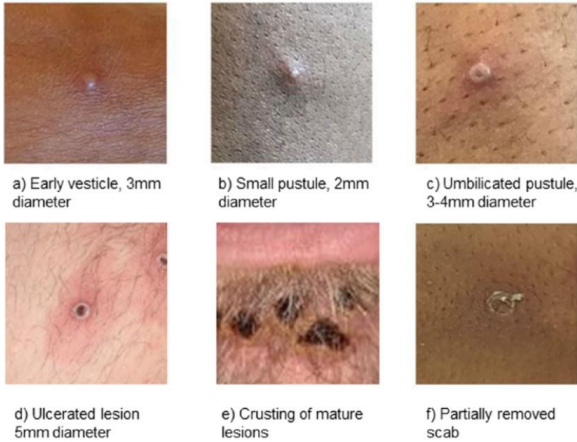 a) Early vesicle, 3mm
diameter
b) Small pustule, 2mm
diameter
c) Umbilicated pustule,
3-4mm diameter
d) Ulcerated lesion
5mm diameter
e) Crusting of mature
lesions
f) Partially removed
scab